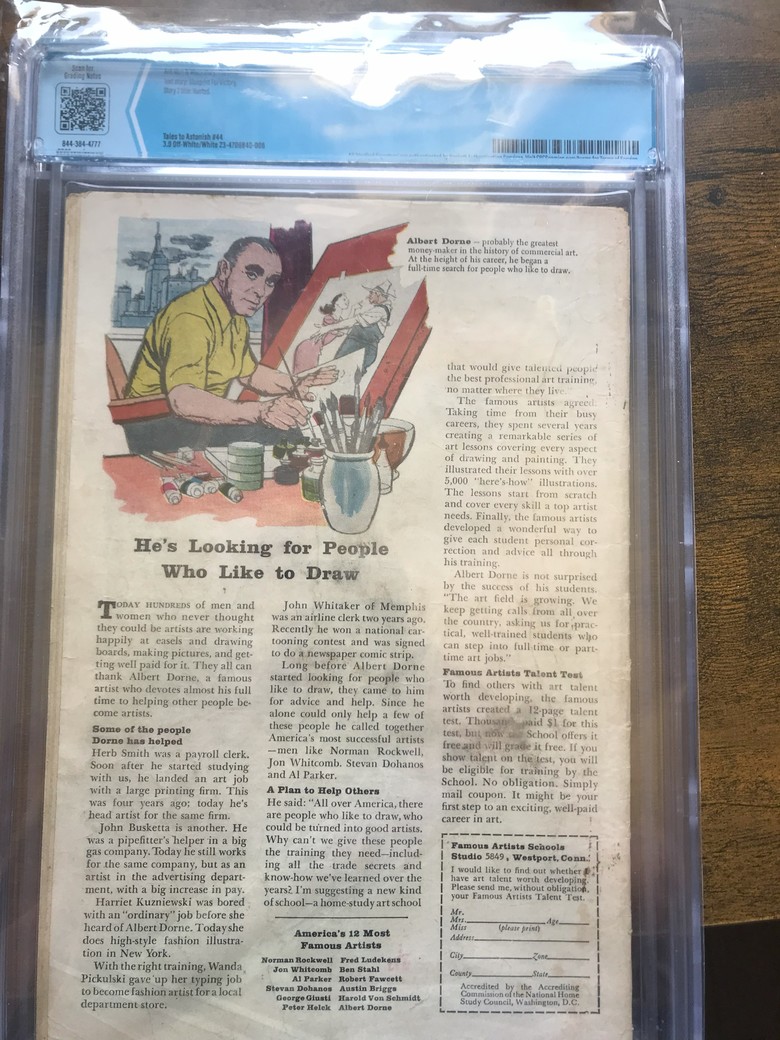 Scan for
Grading Notes
844-384-4777
Tales to Astonish #44
3.0 Off-White/White
Albert Dorne — probably the greatest
money-maker in the history of commercial art.
At the height of his career, he began a
full-time search for people who like to draw.
He's Looking for People
Who Like to Draw
TODAY HUNDREDS of men and
women who never thought
they could be artists are working
happily at easels and drawing
boards, making pictures, and get-
ting well paid for it. They all can
thank Albert Dorne, a famous
artist who devotes almost his full
time to helping other people be-
come artists.
Some of the people
Dorne has helped
Herb Smith was a payroll clerk.
Soon after he started studying
with us, he landed an art job
with a large printing firm. This
was four years ago: today he's
head artist for the same firm.
John Busketta is another. He
was a pipefitter's helper in a big
gas company. Today he still works
for the same company, but as an
artist in the advertising depart-
ment, with a big increase in pay.
Harriet Kuzniewski was bored
with an "ordinary" job before she
heard of Albert Dorne. Today she
does high-style fashion illustra-
tion in New York.
With the right training, Wanda
Pickulski gave up her typing job
to become fashion artist for a local
department store.
John Whitaker of Memphis
was an airline clerk two years ago.
Recently he won a national car-
tooning contest and was signed
to do a newspaper comic strip.
Long before Albert Dorne
started looking for people who
like to draw, they came to him
for advice and help. Since he
alone could only help a few of
these people he called together
America's most successful artists
—men like Norman Rockwell,
Jon Whitcomb, Stevan Dohanos
and Al Parker.
A Plan to Help Others
He said: "All over America, there
are people who like to draw, who
could be turned into good artists.
Why can't we give these people
the training they need—includ-
ing all the trade secrets and
know-how we've learned over the
years? I'm suggesting a new kind
of school—a home-study art school
America's 12 Most
Famous Artists
Norman Rockwell Fred Ludekens
Jon Whitcomb Ben Stahl
Al Parker Robert Fawcett
Stevan Dohanos Austin Briggs
George Giusti Harold Von Schmidt
Peter Helck Albert Dorne
that would give talented people
the best professional art training,
no matter where they live.
The famous artists agreed:
Taking time from their busy
careers, they spent several years
creating a remarkable series of
art lessons covering every aspect
of drawing and painting. They
illustrated their lessons with over
5,000 "here's-how" illustrations.
The lessons start from scratch
and cover every skill a top artist
needs. Finally, the famous artists
developed a wonderful way to
give each student personal cor-
rection and advice all through
his training.
Albert Dorne is not surprised
by the success of his students.
"The art field is growing. We
keep getting calls from all over
the country, asking us for prac-
tical, well-trained students who
can step into full-time or part-
time art jobs."
Famous Artists Talent Test
To find others with art talent
worth developing, the famous
artists created a 12-page talent
test. paid $1 for this
test, but School offers it
free and will grade it free. If you
show talent on the test, you will
be eligible for training by the
School. No obligation. Simply
mail coupon. It might be your
first step to an exciting, well-paid
career in art.
Famous Artists Schools
Studio 5849, Westport, Conn.
I would like to find out whether I
have art talent worth developing.
Please send me, without obligation,
your Famous Artists Talent Test.
Mr.
Mrs. Age
Miss (please print)
Address
City Zone
County State
Accredited by the Accrediting
Commission of the National Home
Study Council, Washington, D.C.